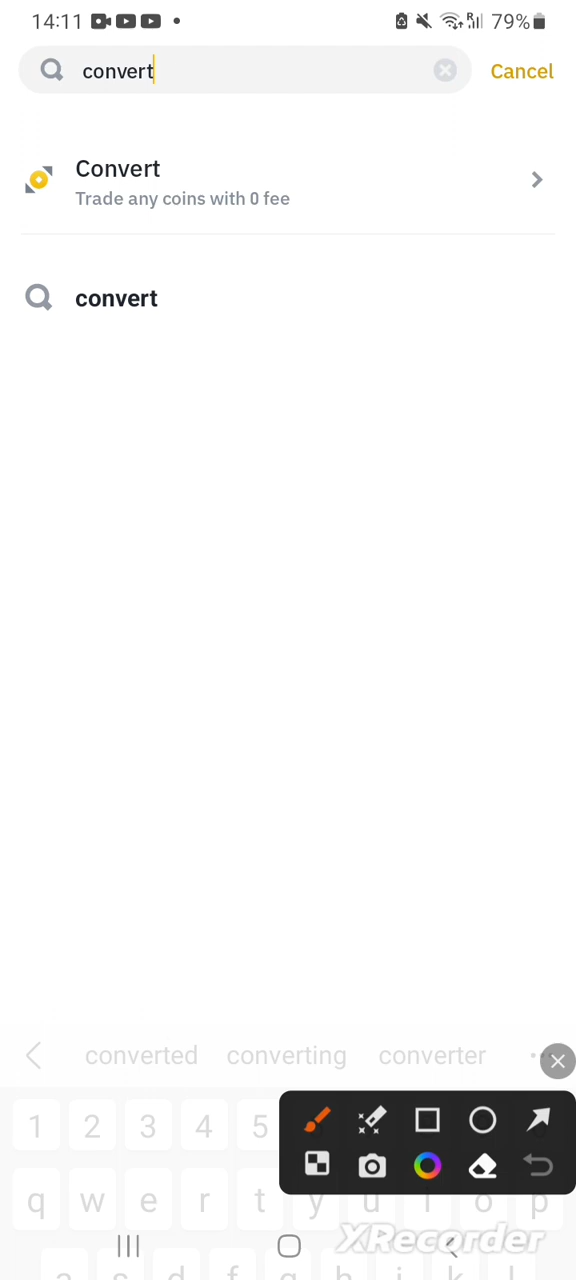 14:11
R
79%
convert
Cancel
Convert
Trade any coins with 0 fee
convert
converted converting converter
1 2 3 4 5
q w e r t y u i o p
a s d f g h j k l
XRecorder